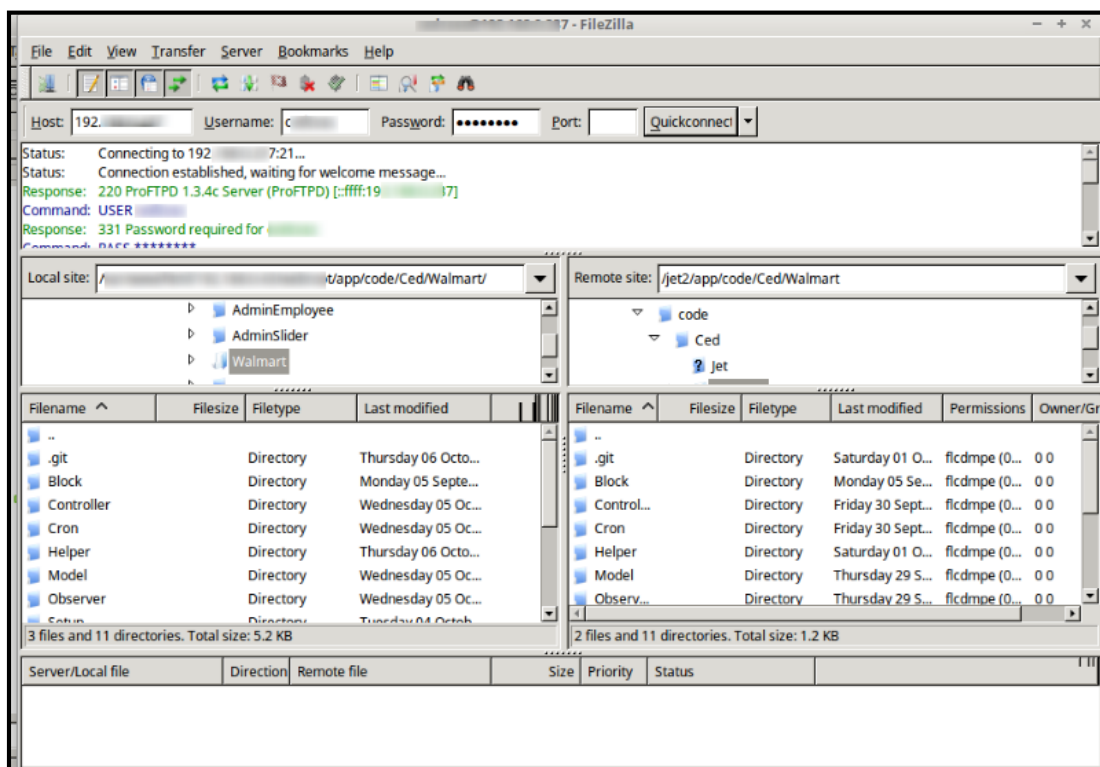 7 - FileZilla
File Edit View Transfer Server Bookmarks Help
Host: 192. Username: c Password: •••••••• Port: Quickconnect
Status: Connecting to 192 7:21...
Status: Connection established, waiting for welcome message...
Response: 220 ProFTPD 1.3.4c Server (ProFTPD) [::ffff:19 37]
Command: USER
Response: 331 Password required for
Command: PASS ********
Local site: / t/app/code/Ced/Walmart/ Remote site: /jet2/app/code/Ced/Walmart
AdminEmployee code
AdminSlider Ced
Walmart Jet
Filename Filesize Filetype Last modified Filename Filesize Filetype Last modified Permissions Owner/Gr
.. ..
.git Directory Thursday 06 Octo... .git Directory Saturday 01 O... flcdmpe (0... 0 0
Block Directory Monday 05 Septe... Block Directory Monday 05 Se... flcdmpe (0... 0 0
Controller Directory Wednesday 05 Oc... Control... Directory Friday 30 Sept... flcdmpe (0... 0 0
Cron Directory Wednesday 05 Oc... Cron Directory Friday 30 Sept... flcdmpe (0... 0 0
Helper Directory Thursday 06 Octo... Helper Directory Saturday 01 O... flcdmpe (0... 0 0
Model Directory Wednesday 05 Oc... Model Directory Thursday 29 S... flcdmpe (0... 0 0
Observer Directory Wednesday 05 Oc... Observ... Directory Thursday 29 S... flcdmpe (0... 0 0
Setup Directory Tuesday 04 Octob...
3 files and 11 directories. Total size: 5.2 KB 2 files and 11 directories. Total size: 1.2 KB
Server/Local file Direction Remote file Size Priority Status